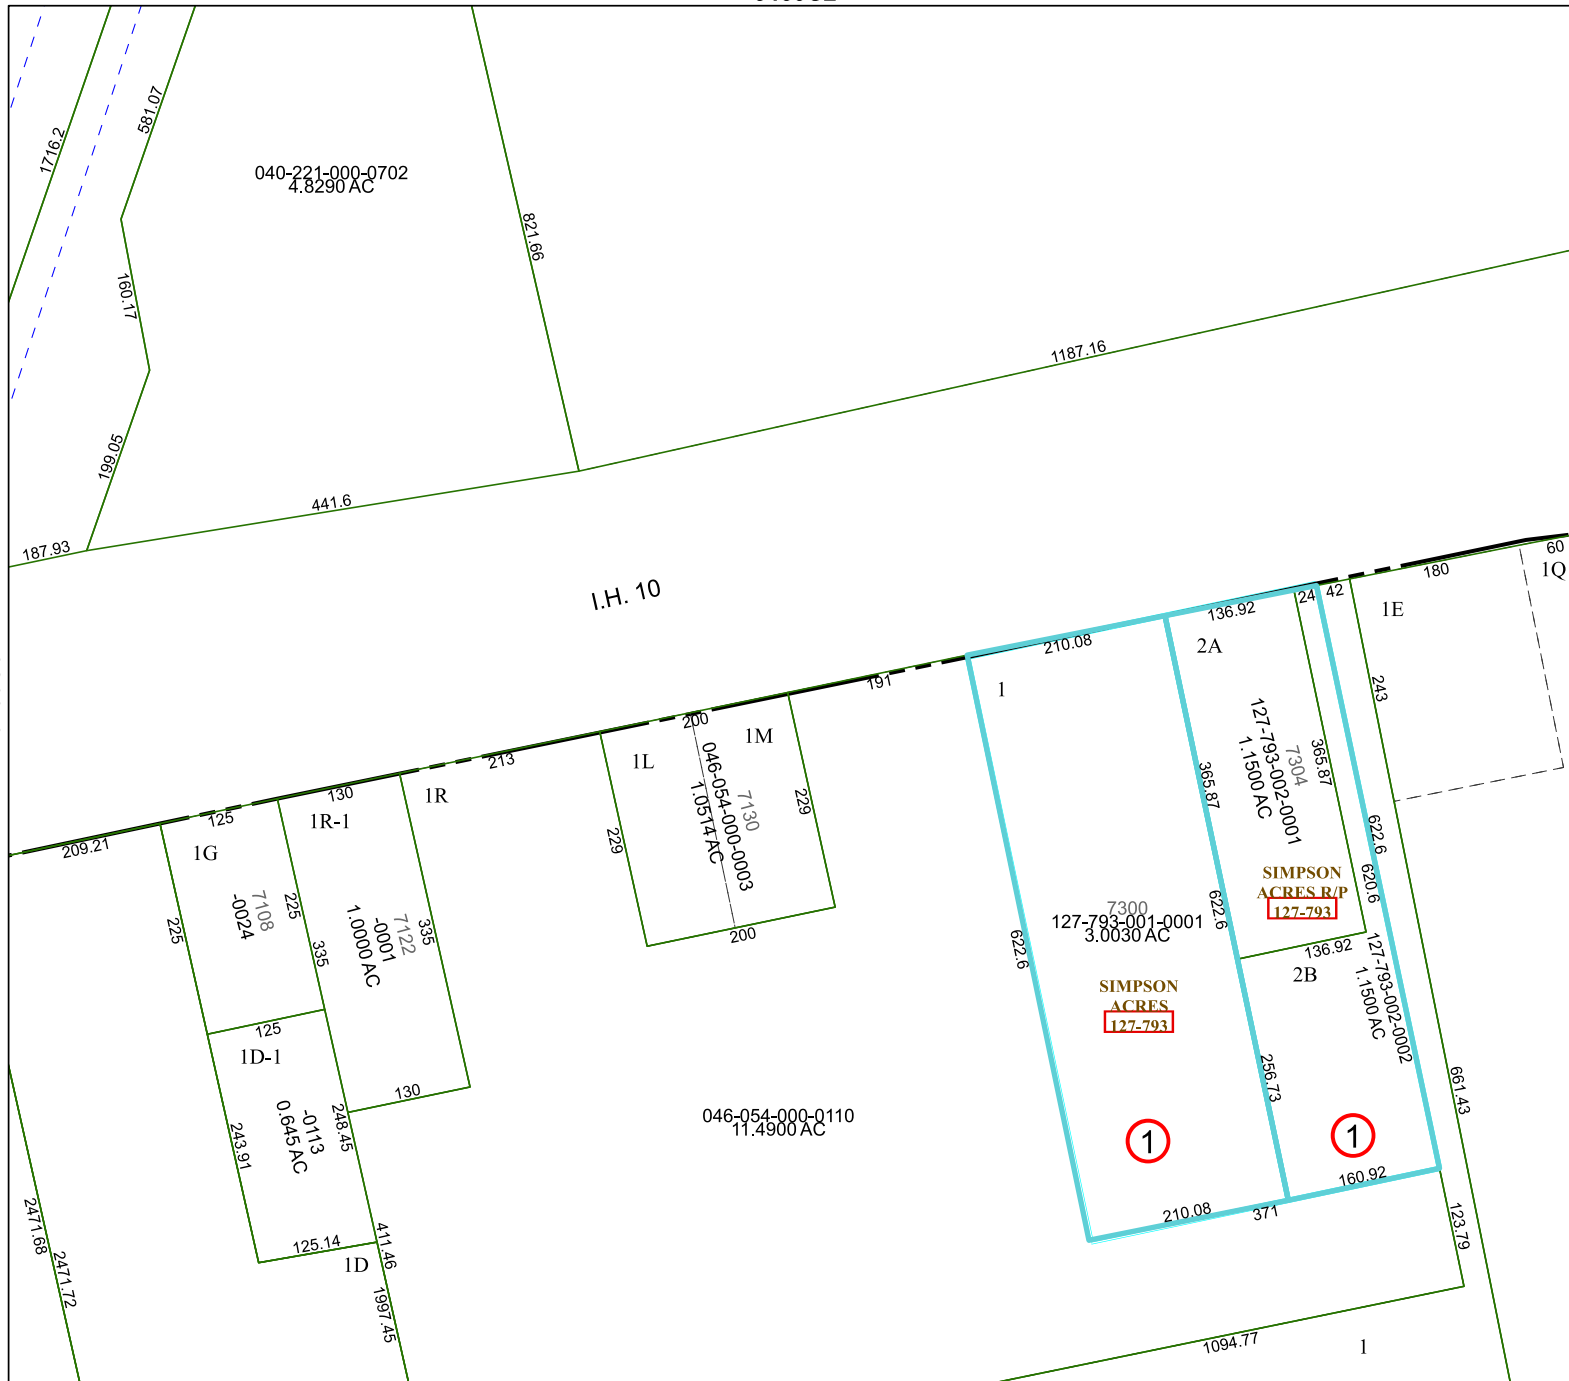 1716.2
581.07
040-221-000-0702
4.8290 AC
821.66
160.17
199.05
1187.16
441.6
187.93
I.H. 10
60
1Q
180
42
24
1E
136.92
2A
210.08
1
243
191
200
1M
1L
213
130
1R
1R-1
125
209.21
1G
7304
127-793-002-0001
1.1500 AC
365.87
365.87
7130
046-054-000-0003
1.0514 AC
229
229
200
622.6
620.6
SIMPSON
ACRES R/P
127-793
7108
-0024
225
225
7122
-0001
1.0000 AC
335
335
7300
127-793-001-0001
3.0030 AC
622.6
622.6
136.92
2B
127-793-002-0002
1.1500 AC
SIMPSON
ACRES
127-793
125
1D-1
130
256.73
661.43
046-054-000-0110
11.4900 AC
1
1
-0113
0.645 AC
248.45
243.91
160.92
210.08
371
123.79
2471.68
2471.72
125.14
1D
411.46
1997.45
1094.77
1